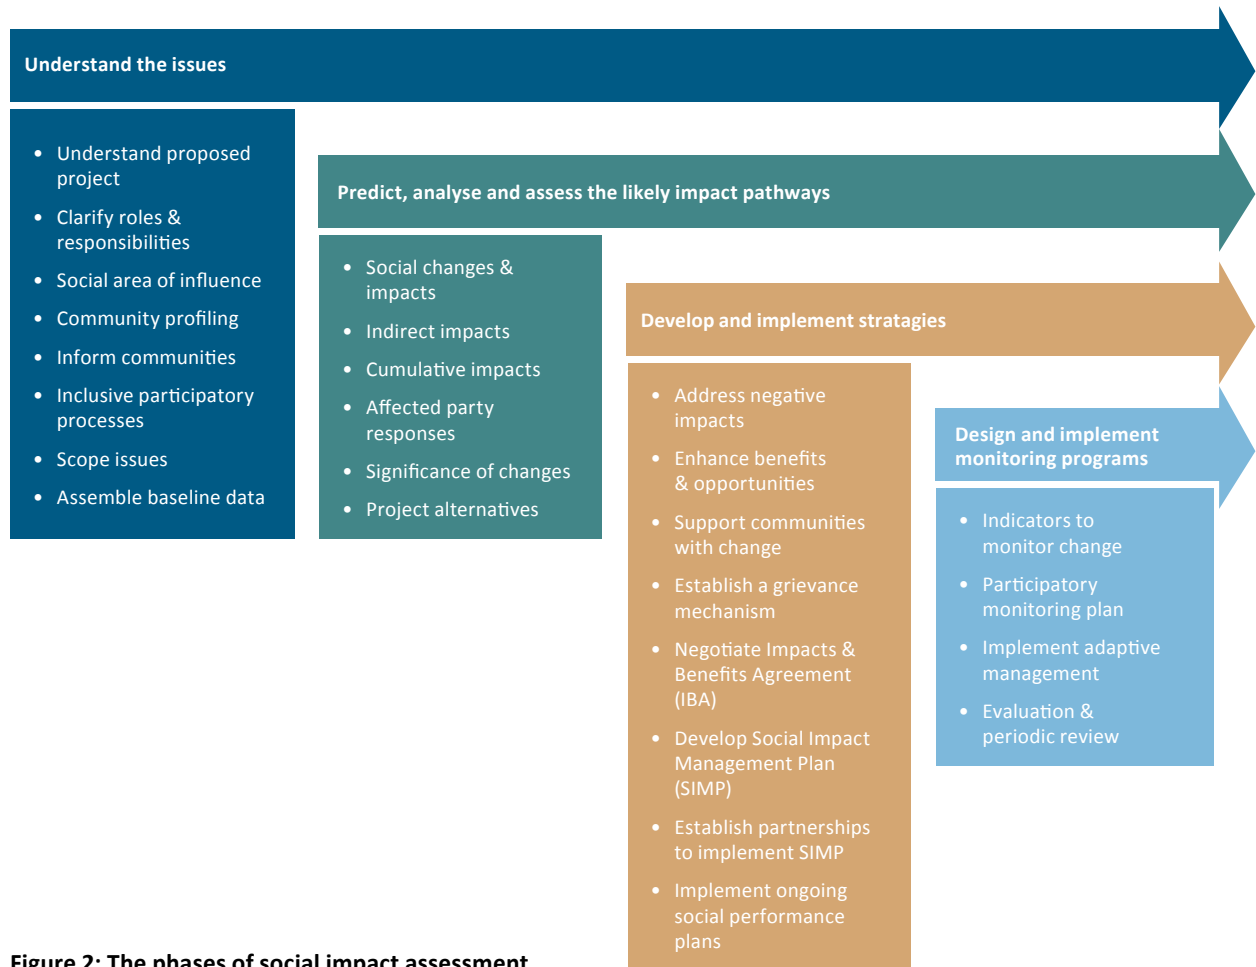 Understand the issues
• Understand proposed
project
• Clarify roles &
responsibilities
• Social area of influence
• Community profiling
• Inform communities
• Inclusive participatory
processes
• Scope issues
• Assemble baseline data
Predict, analyse and assess the likely impact pathways
• Social changes &
impacts
• Indirect impacts
• Cumulative impacts
• Affected party
responses
• Significance of changes
• Project alternatives
Develop and implement stratagies
• Address negative
impacts
• Enhance benefits
& opportunities
• Support communities
with change
• Establish a grievance
mechanism
• Negotiate Impacts &
Benefits Agreement
(IBA)
• Develop Social Impact
Management Plan
(SIMP)
• Establish partnerships
to implement SIMP
• Implement ongoing
social performance
plans
Design and implement
monitoring programs
• Indicators to
monitor change
• Participatory
monitoring plan
• Implement adaptive
management
• Evaluation &
periodic review
Figure 2: The phases of social impact assessment